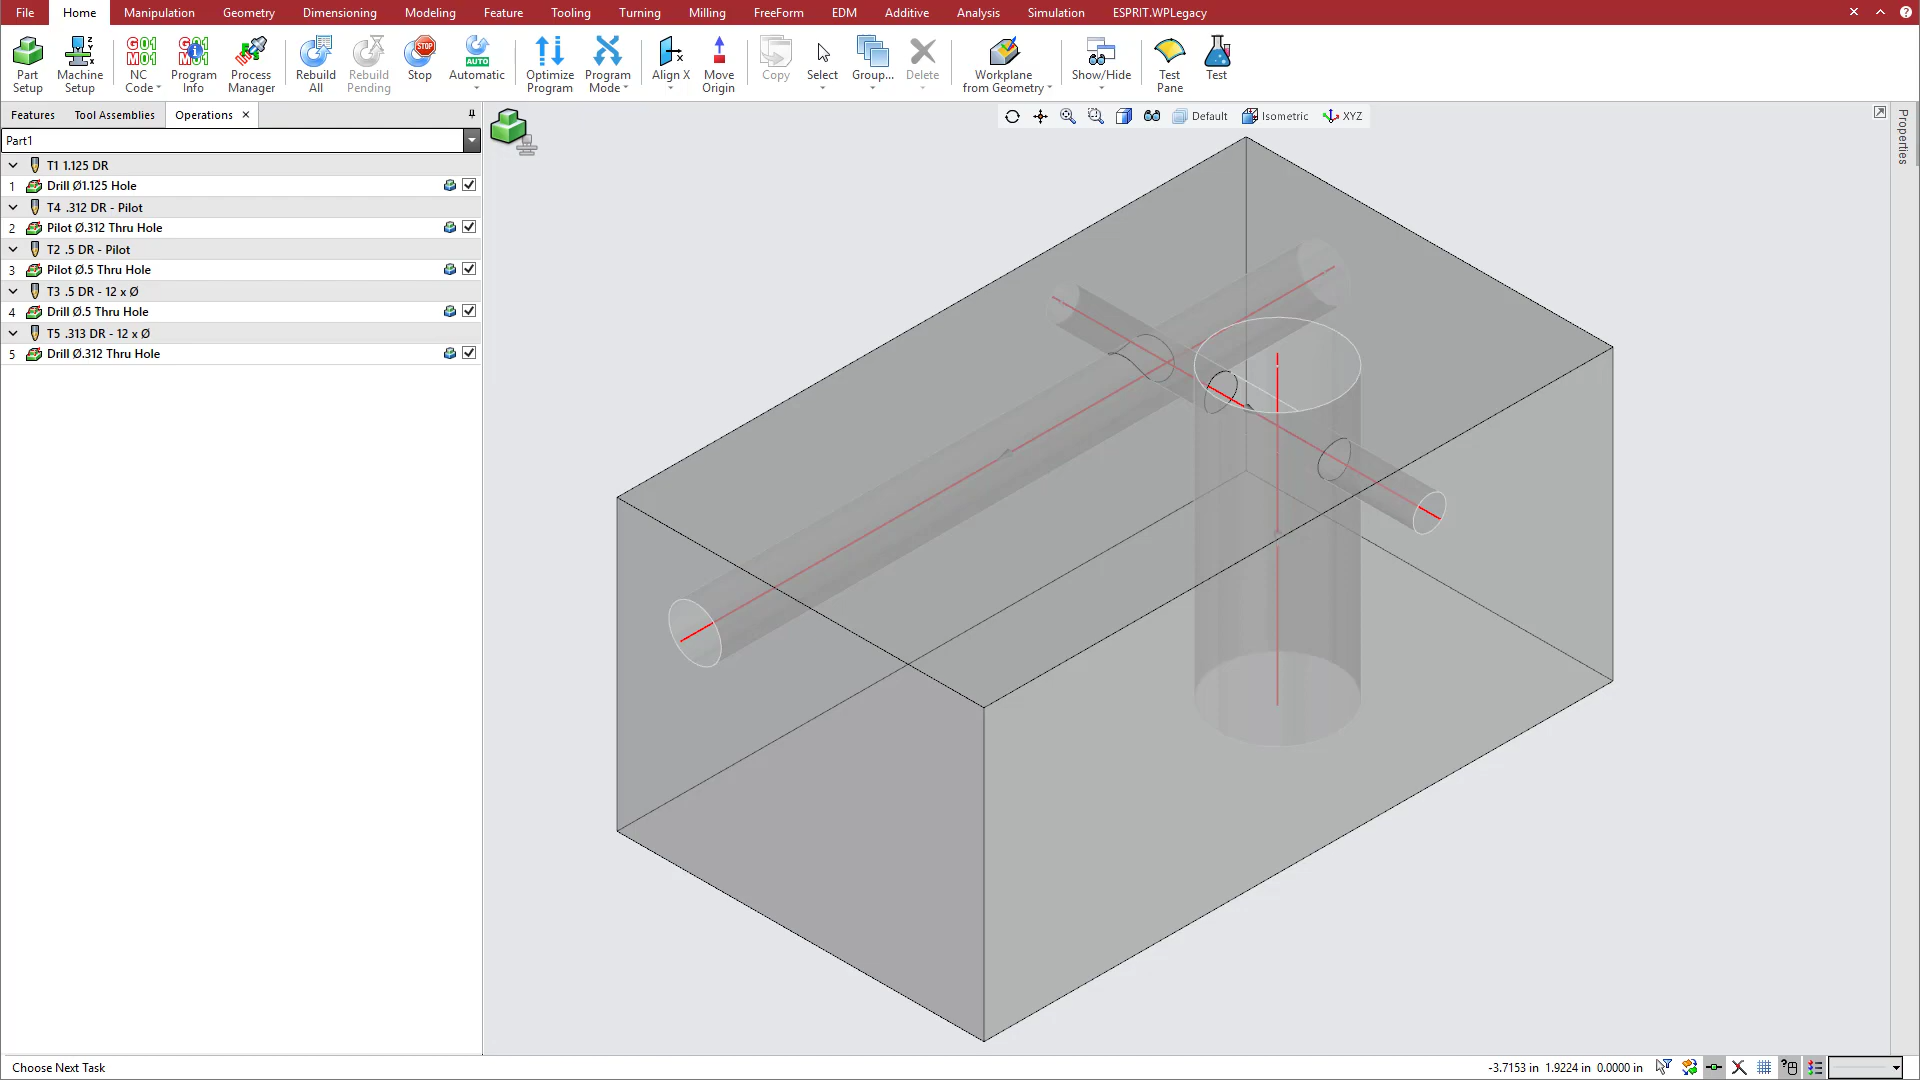 File Home Manipulation Geometry Dimensioning Modeling Feature Tooling Turning Milling FreeForm EDM Additive Analysis Simulation ESPRIT.WPLegacy
Part Setup
Machine Setup
NC Code
Program Info
Process Manager
Rebuild All
Rebuild Pending
Stop
AUTO
Automatic
Optimize Program
Program Mode
Align X
Move Origin
Copy
Select
Group...
Delete
Workplane from Geometry
Show/Hide
Test Pane
Test
Features Tool Assemblies Operations
Default Isometric XYZ
Properties
Part1
T1 1.125 DR
1 Drill Ø1.125 Hole
T4 .312 DR - Pilot
2 Pilot Ø.312 Thru Hole
T2 .5 DR - Pilot
3 Pilot Ø.5 Thru Hole
T3 .5 DR - 12 x Ø
4 Drill Ø.5 Thru Hole
T5 .313 DR - 12 x Ø
5 Drill Ø.312 Thru Hole
Choose Next Task
-3.7153 in 1.9224 in 0.0000 in